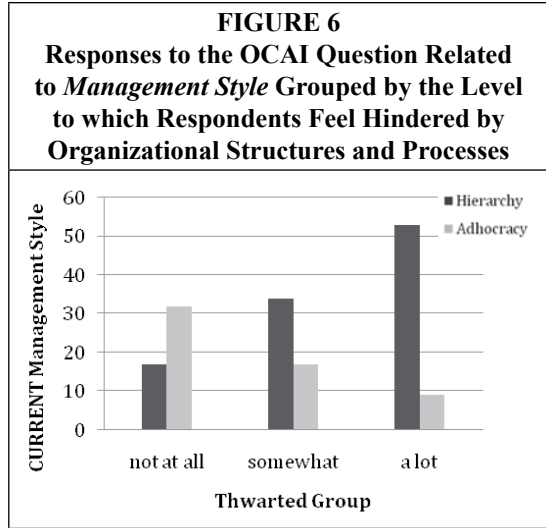 FIGURE 6
Responses to the OCAI Question Related
to Management Style Grouped by the Level
to which Respondents Feel Hindered by
Organizational Structures and Processes
CURRENT Management Style
60
50
40
30
20
10
0
Hierarchy
Adhocracy
not at all
somewhat
a lot
Thwarted Group